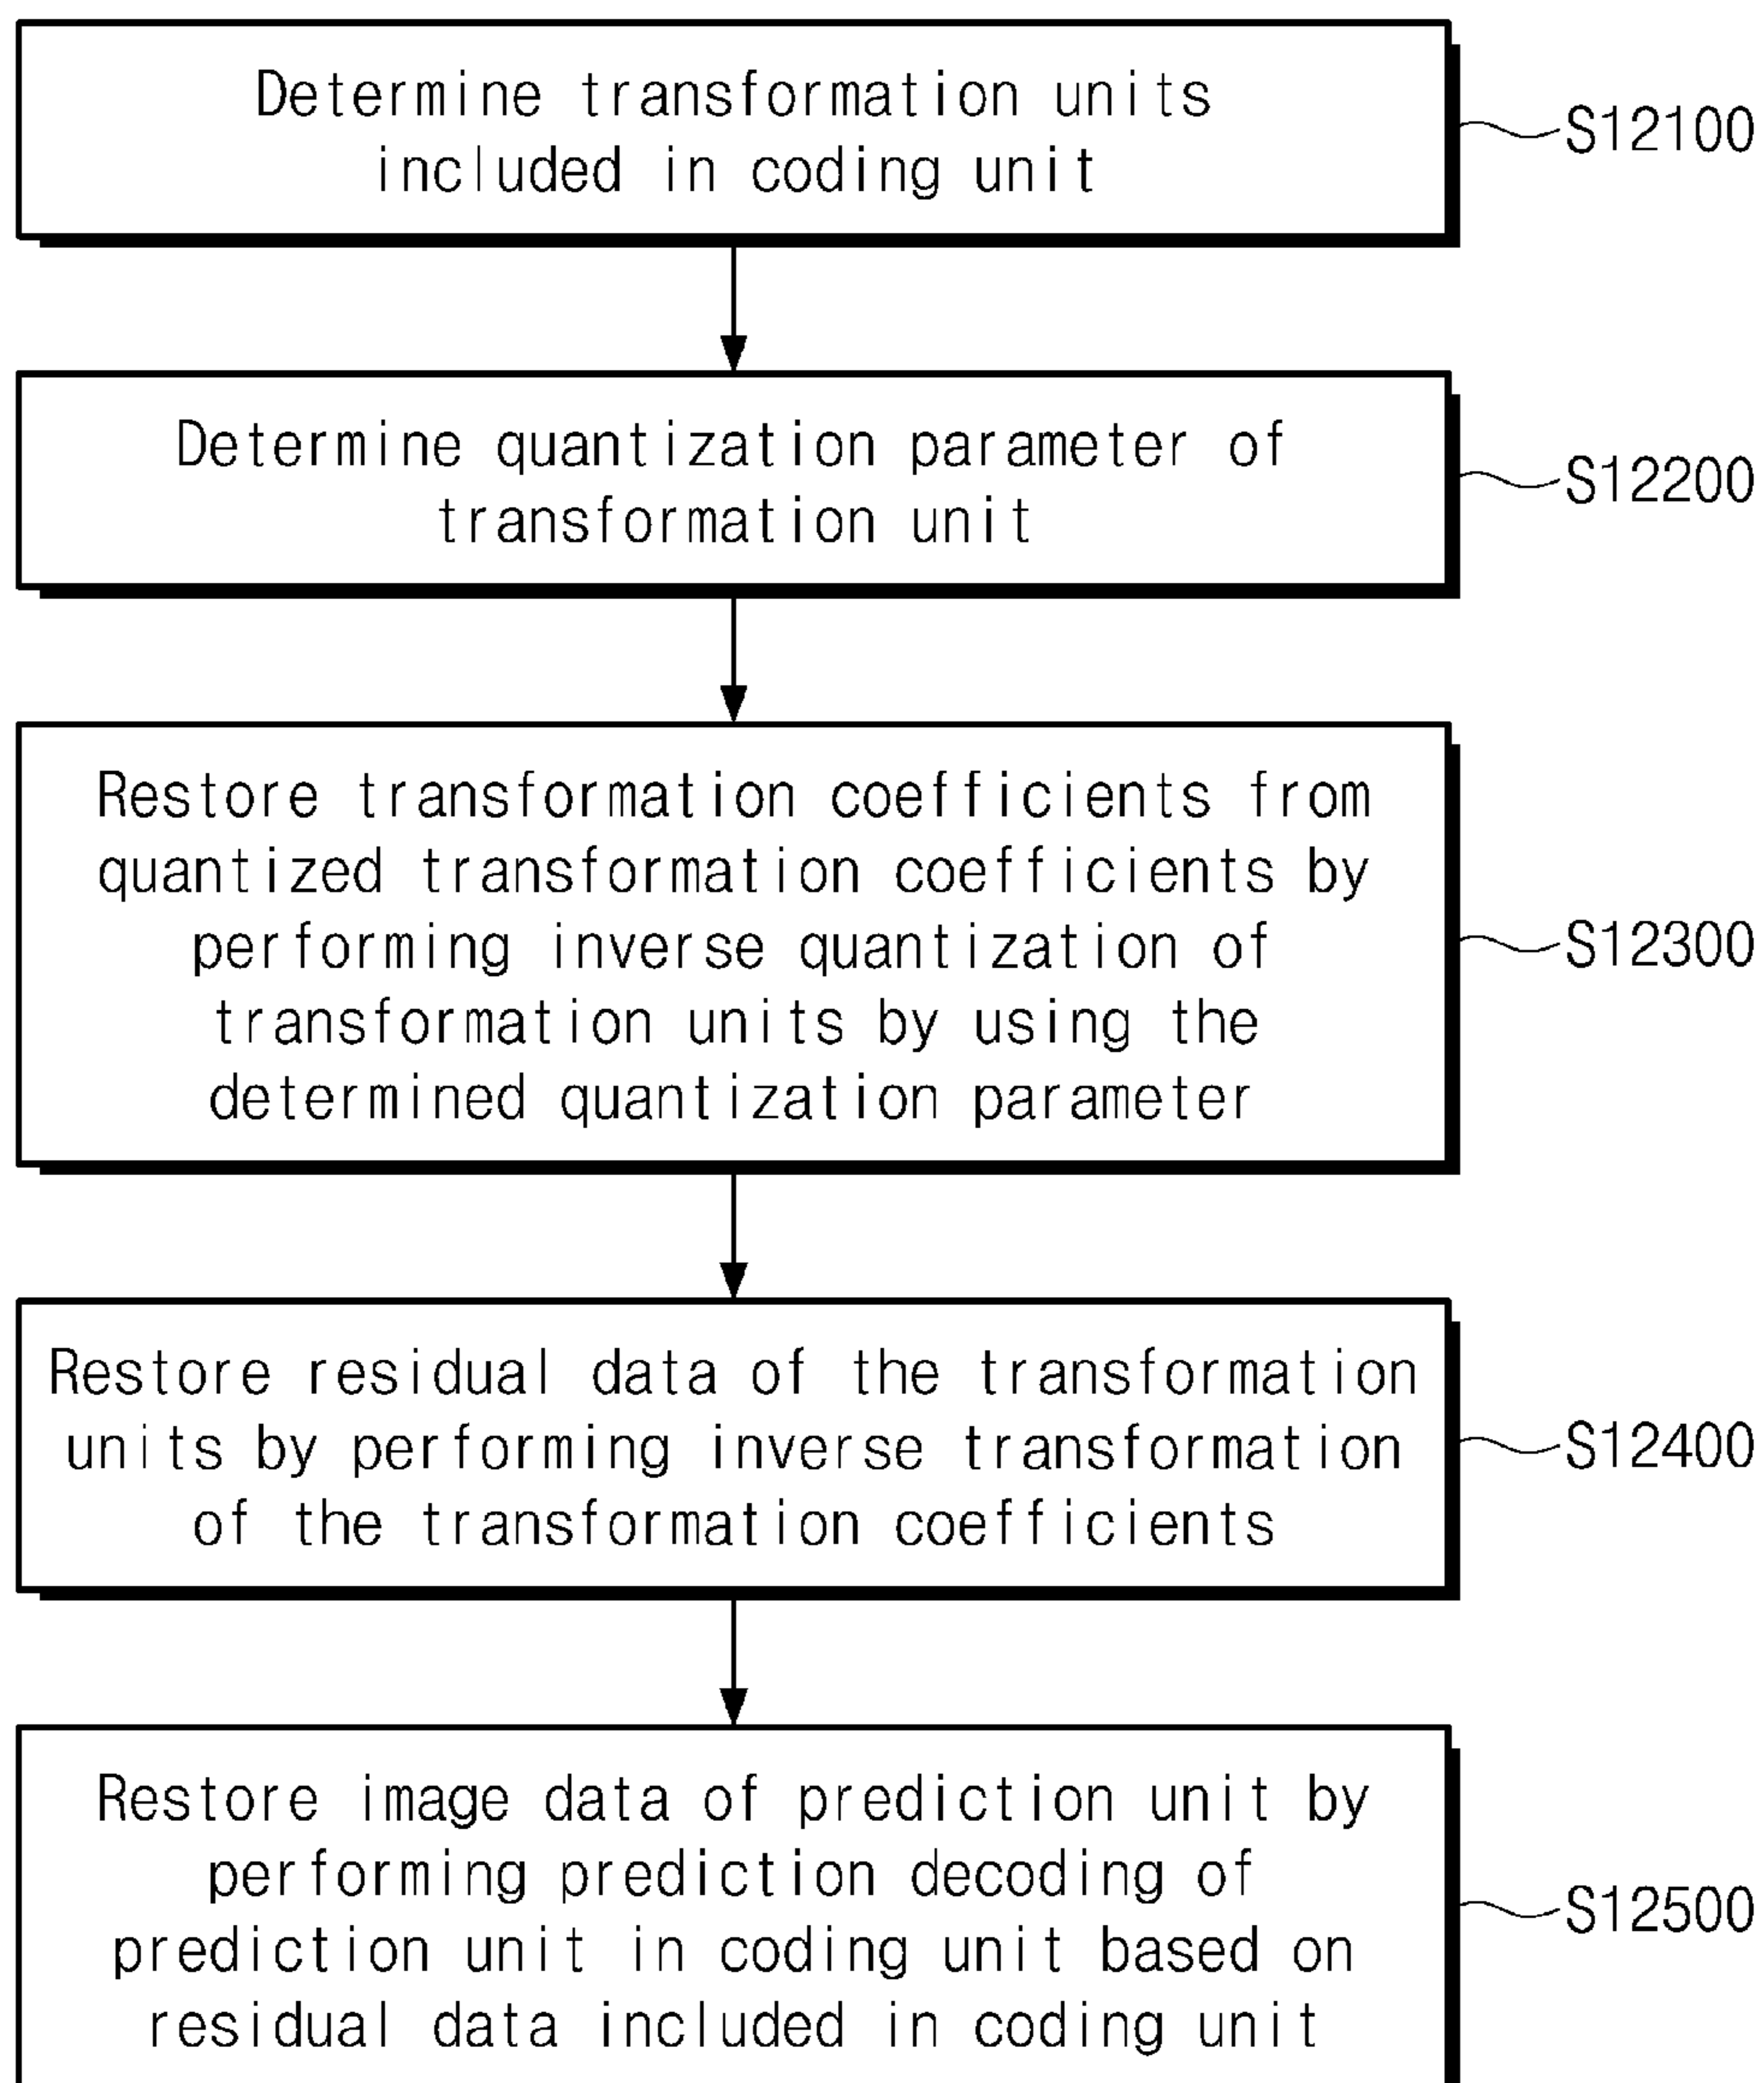 Determine transformation units
included in coding unit
S12100
Determine quantization parameter of
transformation unit
S12200
Restore transformation coefficients from
quantized transformation coefficients by
performing inverse quantization of
transformation units by using the
determined quantization parameter
S12300
Restore residual data of the transformation
units by performing inverse transformation
of the transformation coefficients
S12400
Restore image data of prediction unit by
performing prediction decoding of
prediction unit in coding unit based on
residual data included in coding unit
S12500